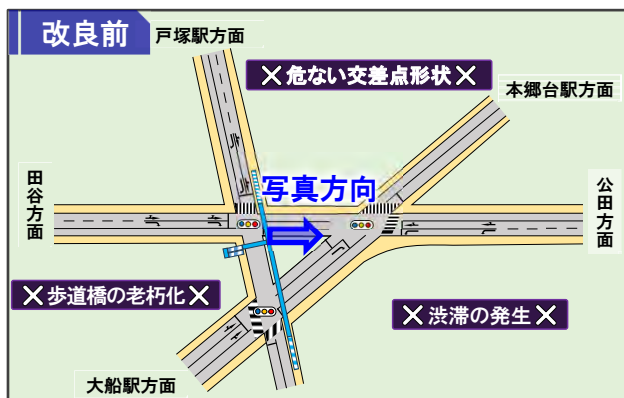 改良前
戸塚駅方面
✕危ない交差点形状✕
本郷台駅方面
田谷方面
写真方向
公田方面
✕歩道橋の老朽化✕
✕渋滞の発生✕
大船駅方面